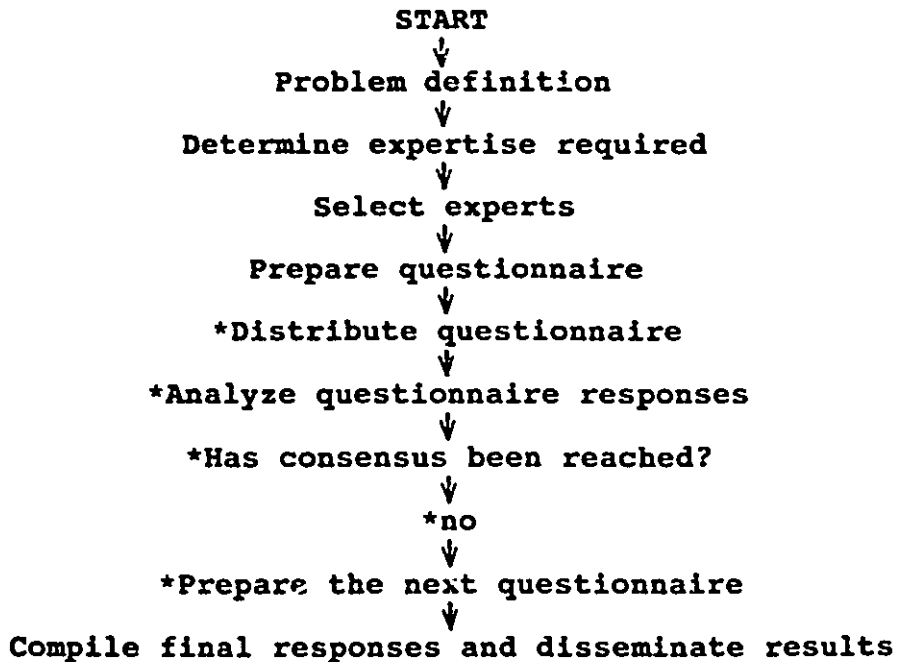 START
Problem definition
Determine expertise required
Select experts
Prepare questionnaire
*Distribute questionnaire
*Analyze questionnaire responses
*Has consensus been reached?
*no
*Prepare the next questionnaire
Compile final responses and disseminate results